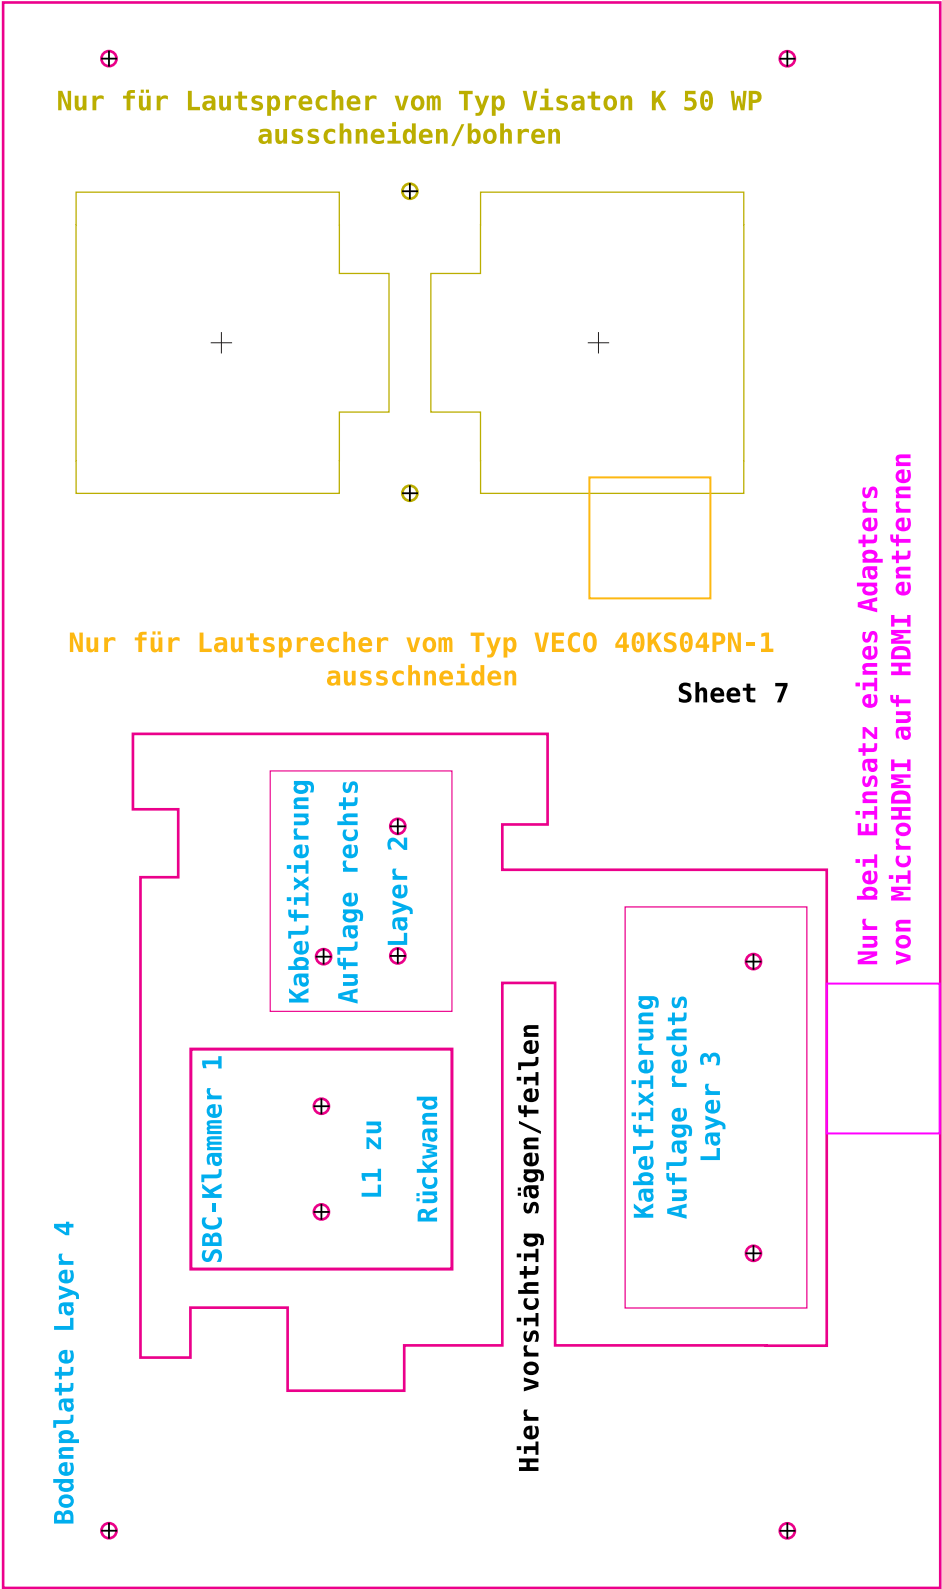 Nur für Lautsprecher vom Typ Visaton K 50 WP
ausschneiden/bohren
Nur für Lautsprecher vom Typ VECO 40KS04PN-1
ausschneiden
Sheet 7
Nur bei Einsatz eines Adapters
von MicroHDMI auf HDMI entfernen
Kabelfixierung
Auflage rechts
Layer 2
Kabelfixierung
Auflage rechts
Layer 3
SBC-Klammer 1
L1 zu
Rückwand
Hier vorsichtig sägen/feilen
Bodenplatte Layer 4